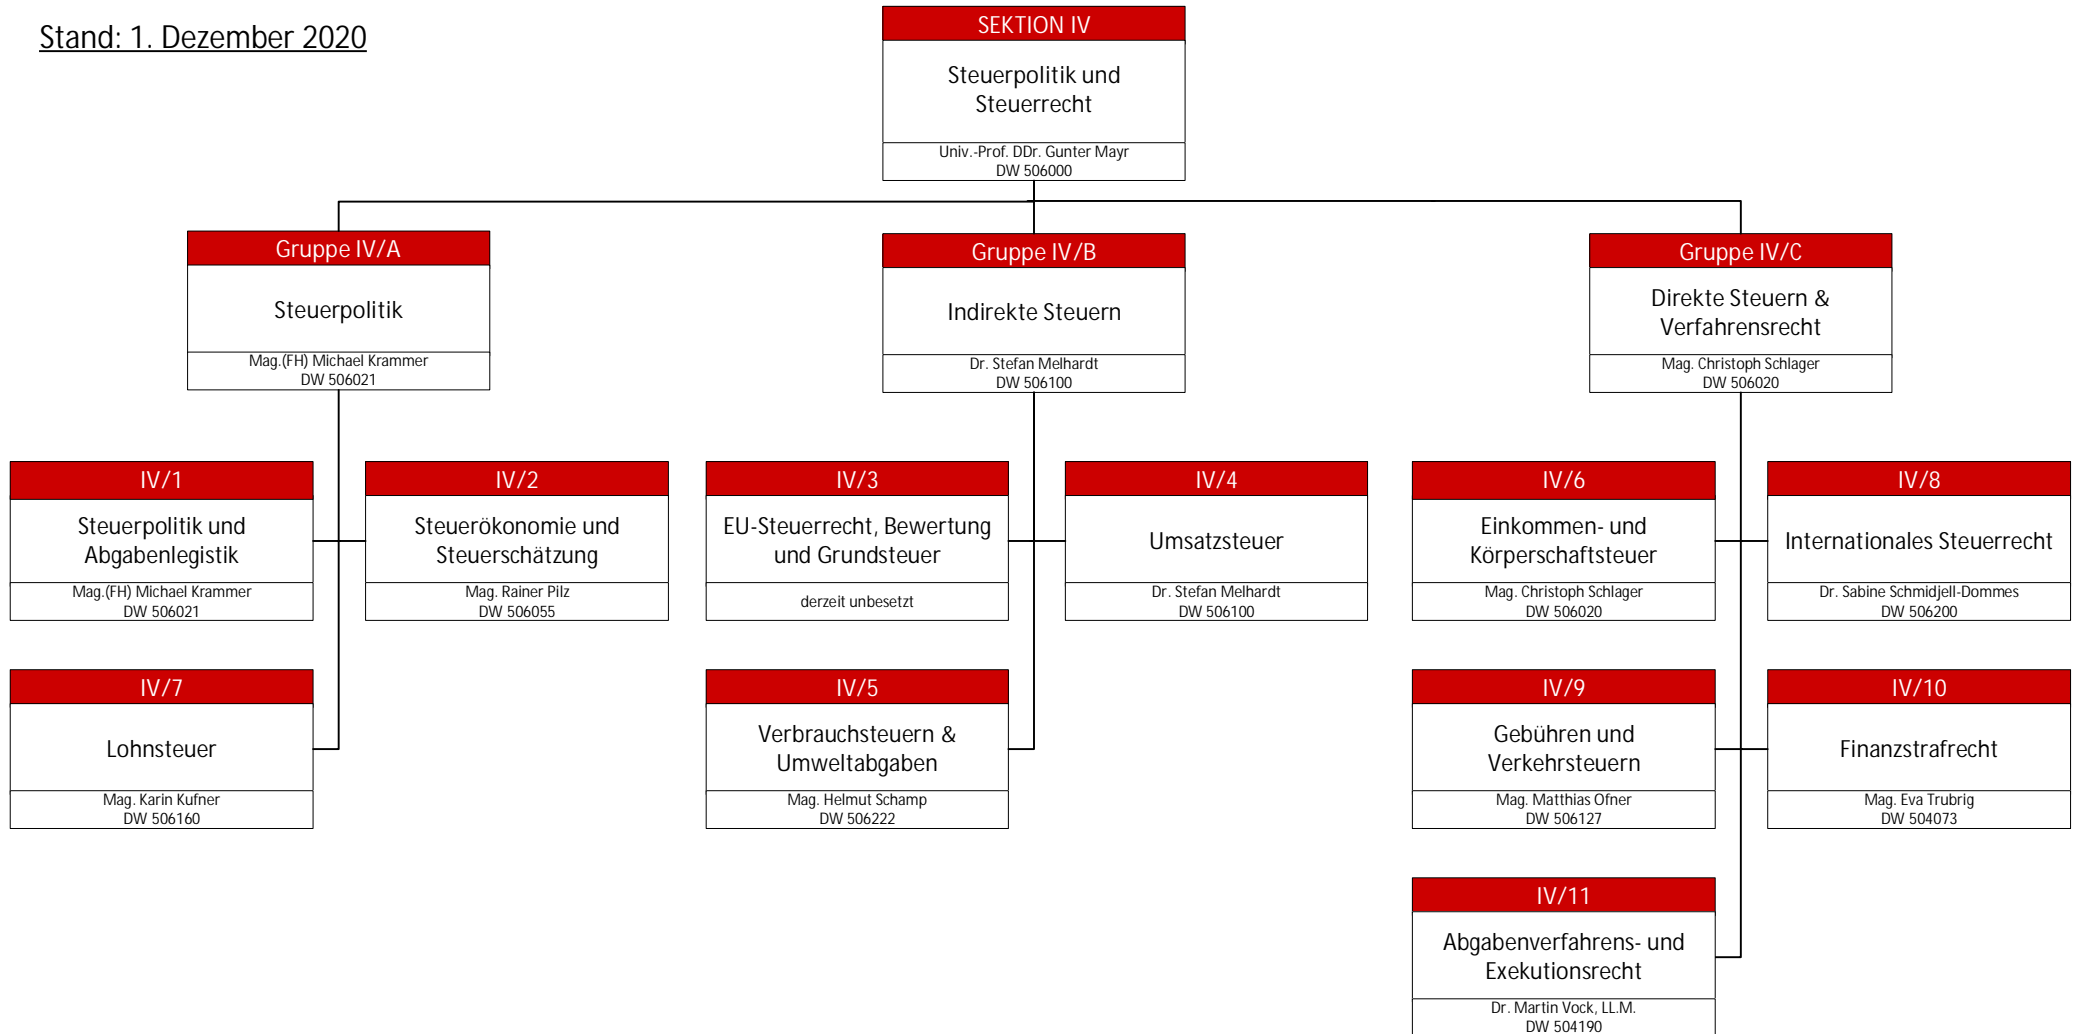 Stand: 1. Dezember 2020
SEKTION IV
Steuerpolitik und
Steuerrecht
Univ.-Prof. DDr. Gunter Mayr
DW 506000
Gruppe IV/A
Steuerpolitik
Mag.(FH) Michael Krammer
DW 506021
Gruppe IV/B
Indirekte Steuern
Dr. Stefan Melhardt
DW 506100
Gruppe IV/C
Direkte Steuern &
Verfahrensrecht
Mag. Christoph Schlager
DW 506020
IV/1
Steuerpolitik und
Abgabenlegistik
Mag.(FH) Michael Krammer
DW 506021
IV/2
Steuerökonomie und
Steuerschätzung
Mag. Rainer Pilz
DW 506055
IV/3
EU-Steuerrecht, Bewertung
und Grundsteuer
derzeit unbesetzt
IV/4
Umsatzsteuer
Dr. Stefan Melhardt
DW 506100
IV/6
Einkommen- und
Körperschaftsteuer
Mag. Christoph Schlager
DW 506020
IV/8
Internationales Steuerrecht
Dr. Sabine Schmidjell-Dommes
DW 506200
IV/7
Lohnsteuer
Mag. Karin Kufner
DW 506160
IV/5
Verbrauchsteuern &
Umweltabgaben
Mag. Helmut Schamp
DW 506222
IV/9
Gebühren und
Verkehrsteuern
Mag. Matthias Ofner
DW 506127
IV/10
Finanzstrafrecht
Mag. Eva Trubrig
DW 504073
IV/11
Abgabenverfahrens- und
Exekutionsrecht
Dr. Martin Vock, LL.M.
DW 504190